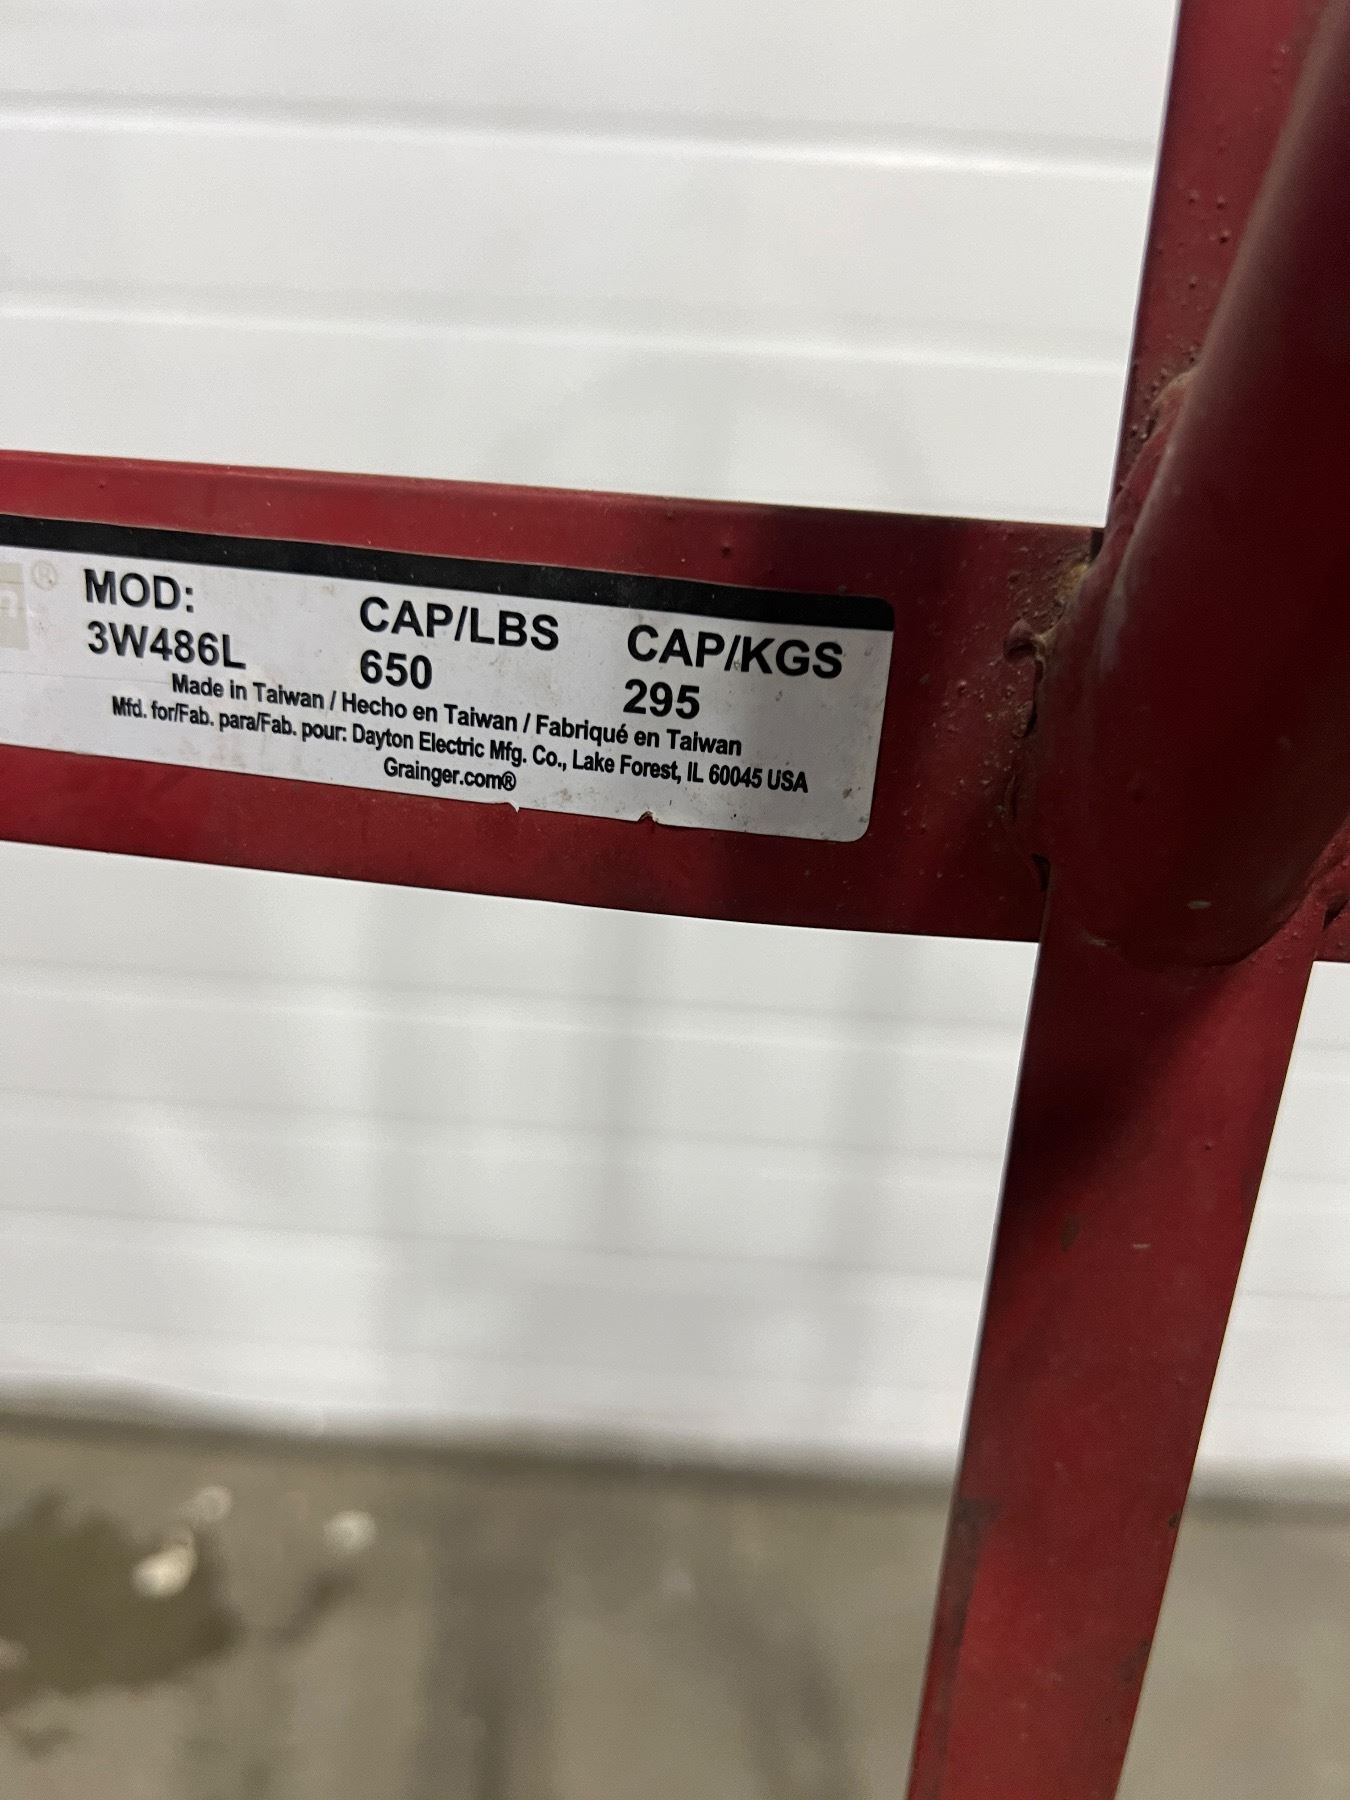 ®
MOD: CAP/LBS CAP/KGS
3W486L 650 295
Made in Taiwan / Hecho en Taiwan / Fabriqué en Taiwan
Mfd. for/Fab. para/Fab. pour: Dayton Electric Mfg. Co., Lake Forest, IL 60045 USA
Grainger.com®